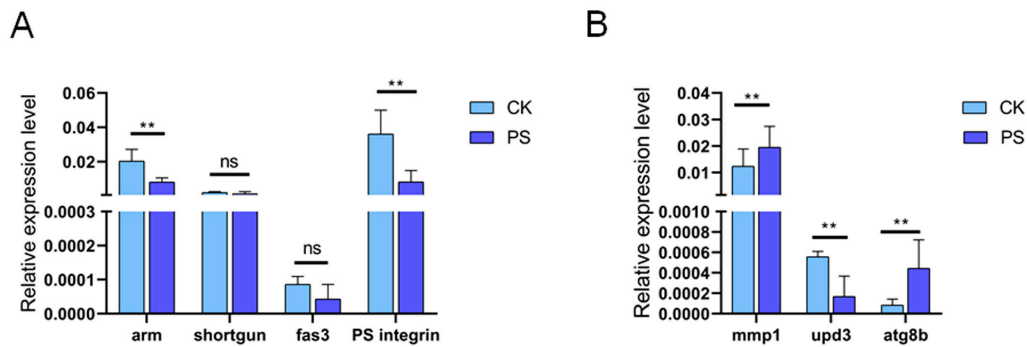 A
B
Relative expression level
0.06
0.04
0.02
0.0003
0.0002
0.0001
0.0000
**
ns
ns
**
arm shortgun fas3 PS integrin
CK
PS
Relative expression level
0.04
0.03
0.02
0.01
0.0010
0.0008
0.0006
0.0004
0.0002
0.0000
**
**
**
mmp1 upd3 atg8b
CK
PS